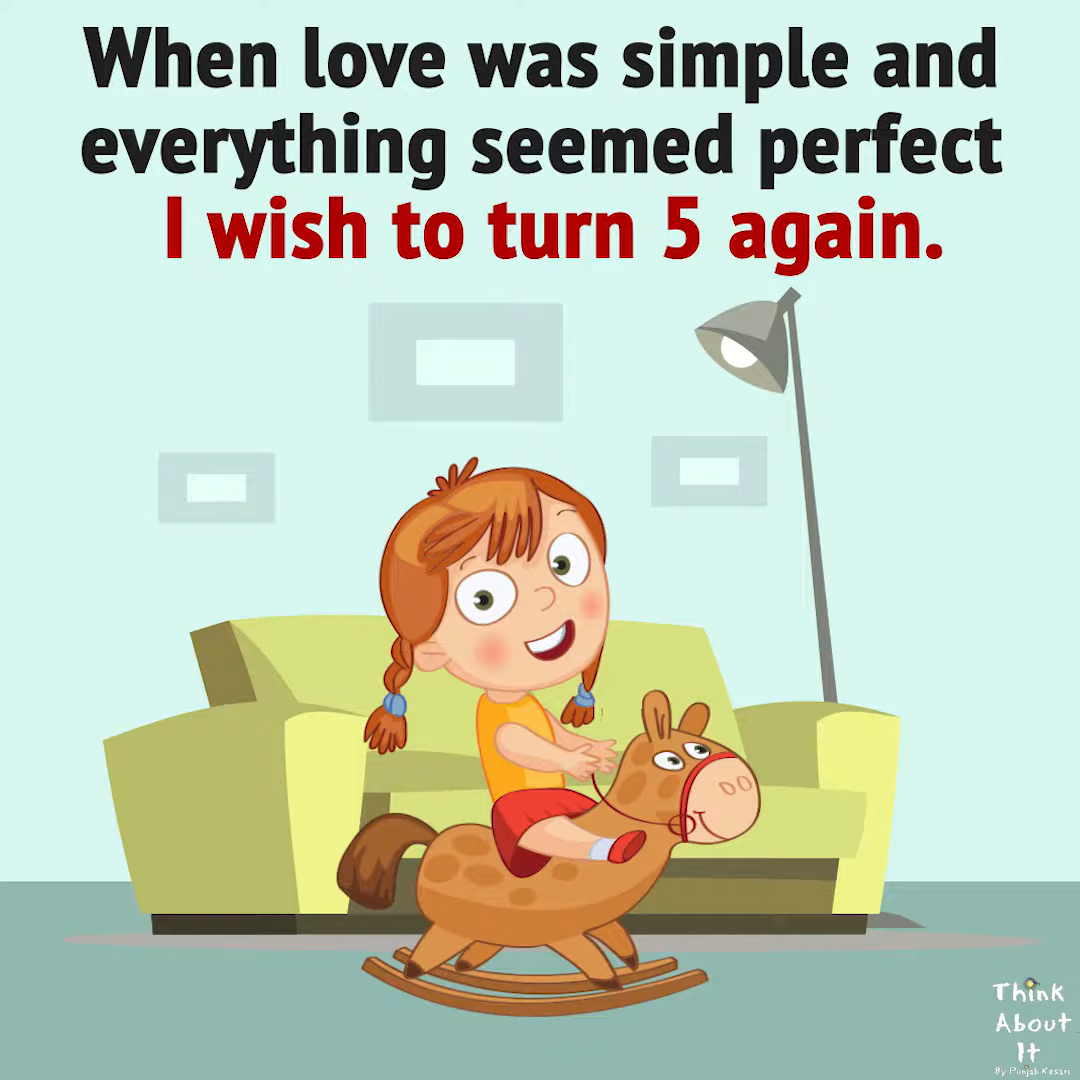 When love was simple and
everything seemed perfect
I wish to turn 5 again.
Think
About
It
By Punjab Kesari